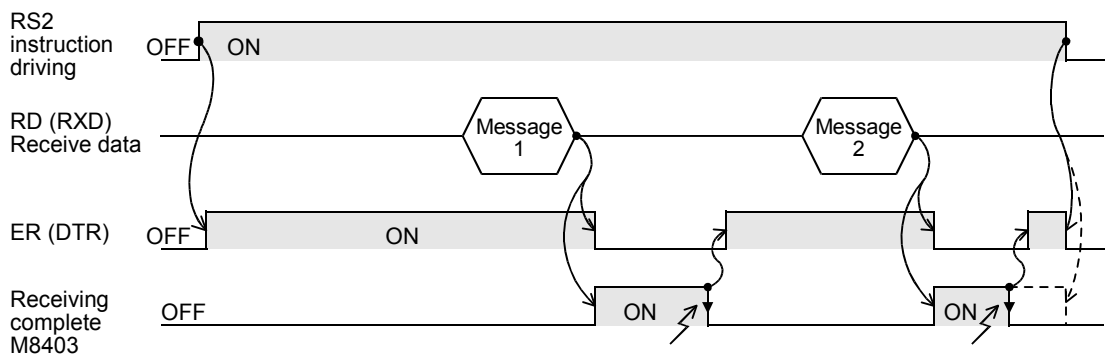 RS2
instruction
driving
OFF
ON
RD (RXD)
Receive data
Message
1
Message
2
ER (DTR)
OFF
ON
Receiving
complete
M8403
OFF
ON
ON